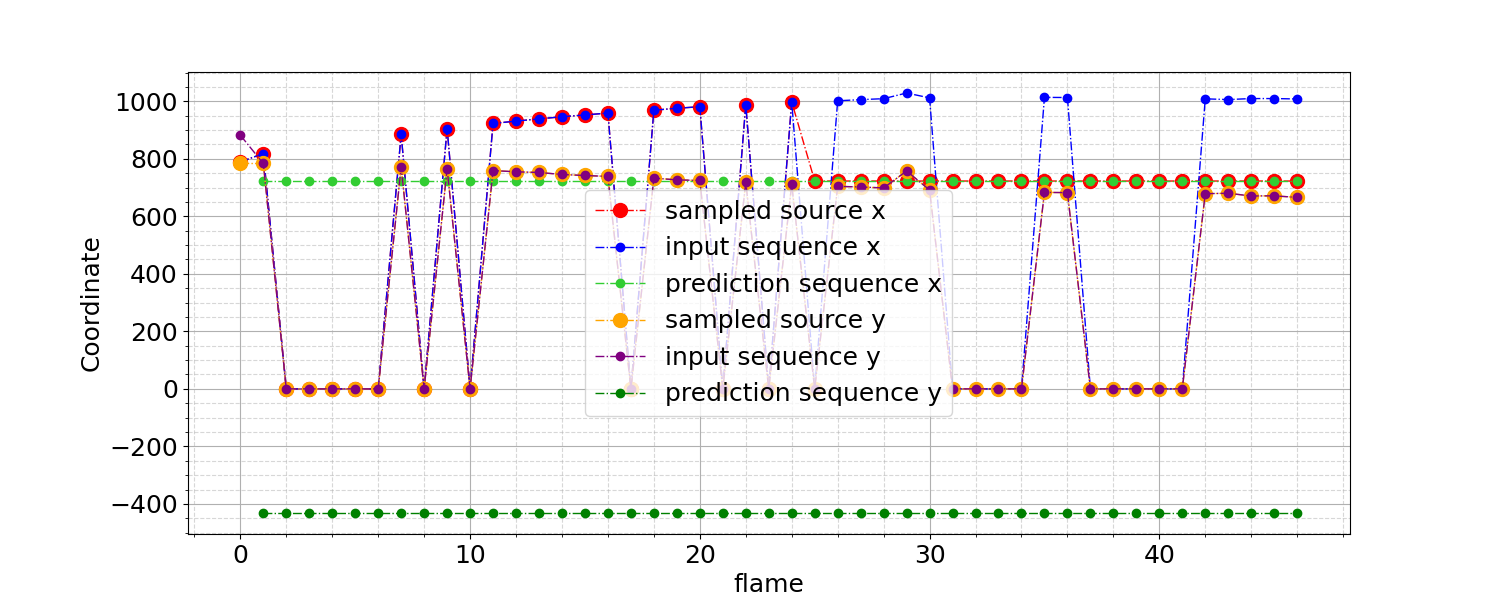 1000
800
600
400
200
0
−200
−400
Coordinate
sampled source x
input sequence x
prediction sequence x
sampled source y
input sequence y
prediction sequence y
0 10 20 30 40
flame